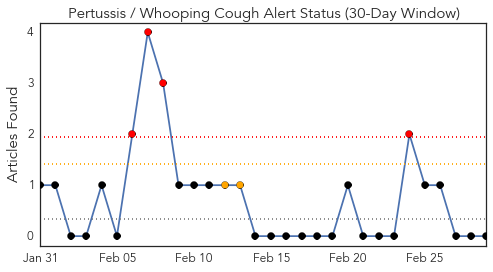 Pertussis / Whooping Cough Alert Status (30-Day Window)
Articles Found
4
3
2
1
0
Jan 31 Feb 05 Feb 10 Feb 15 Feb 20 Feb 25